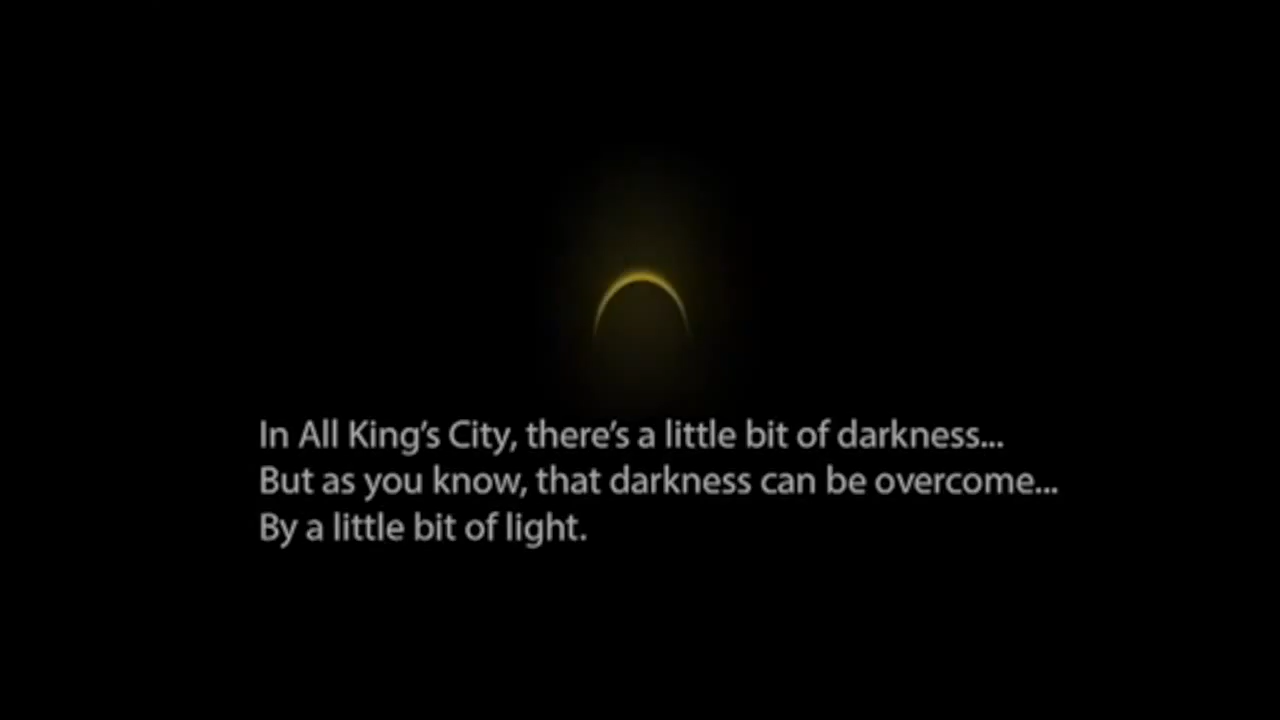 In All King’s City, there’s a little bit of darkness...
But as you know, that darkness can be overcome...
By a little bit of light.